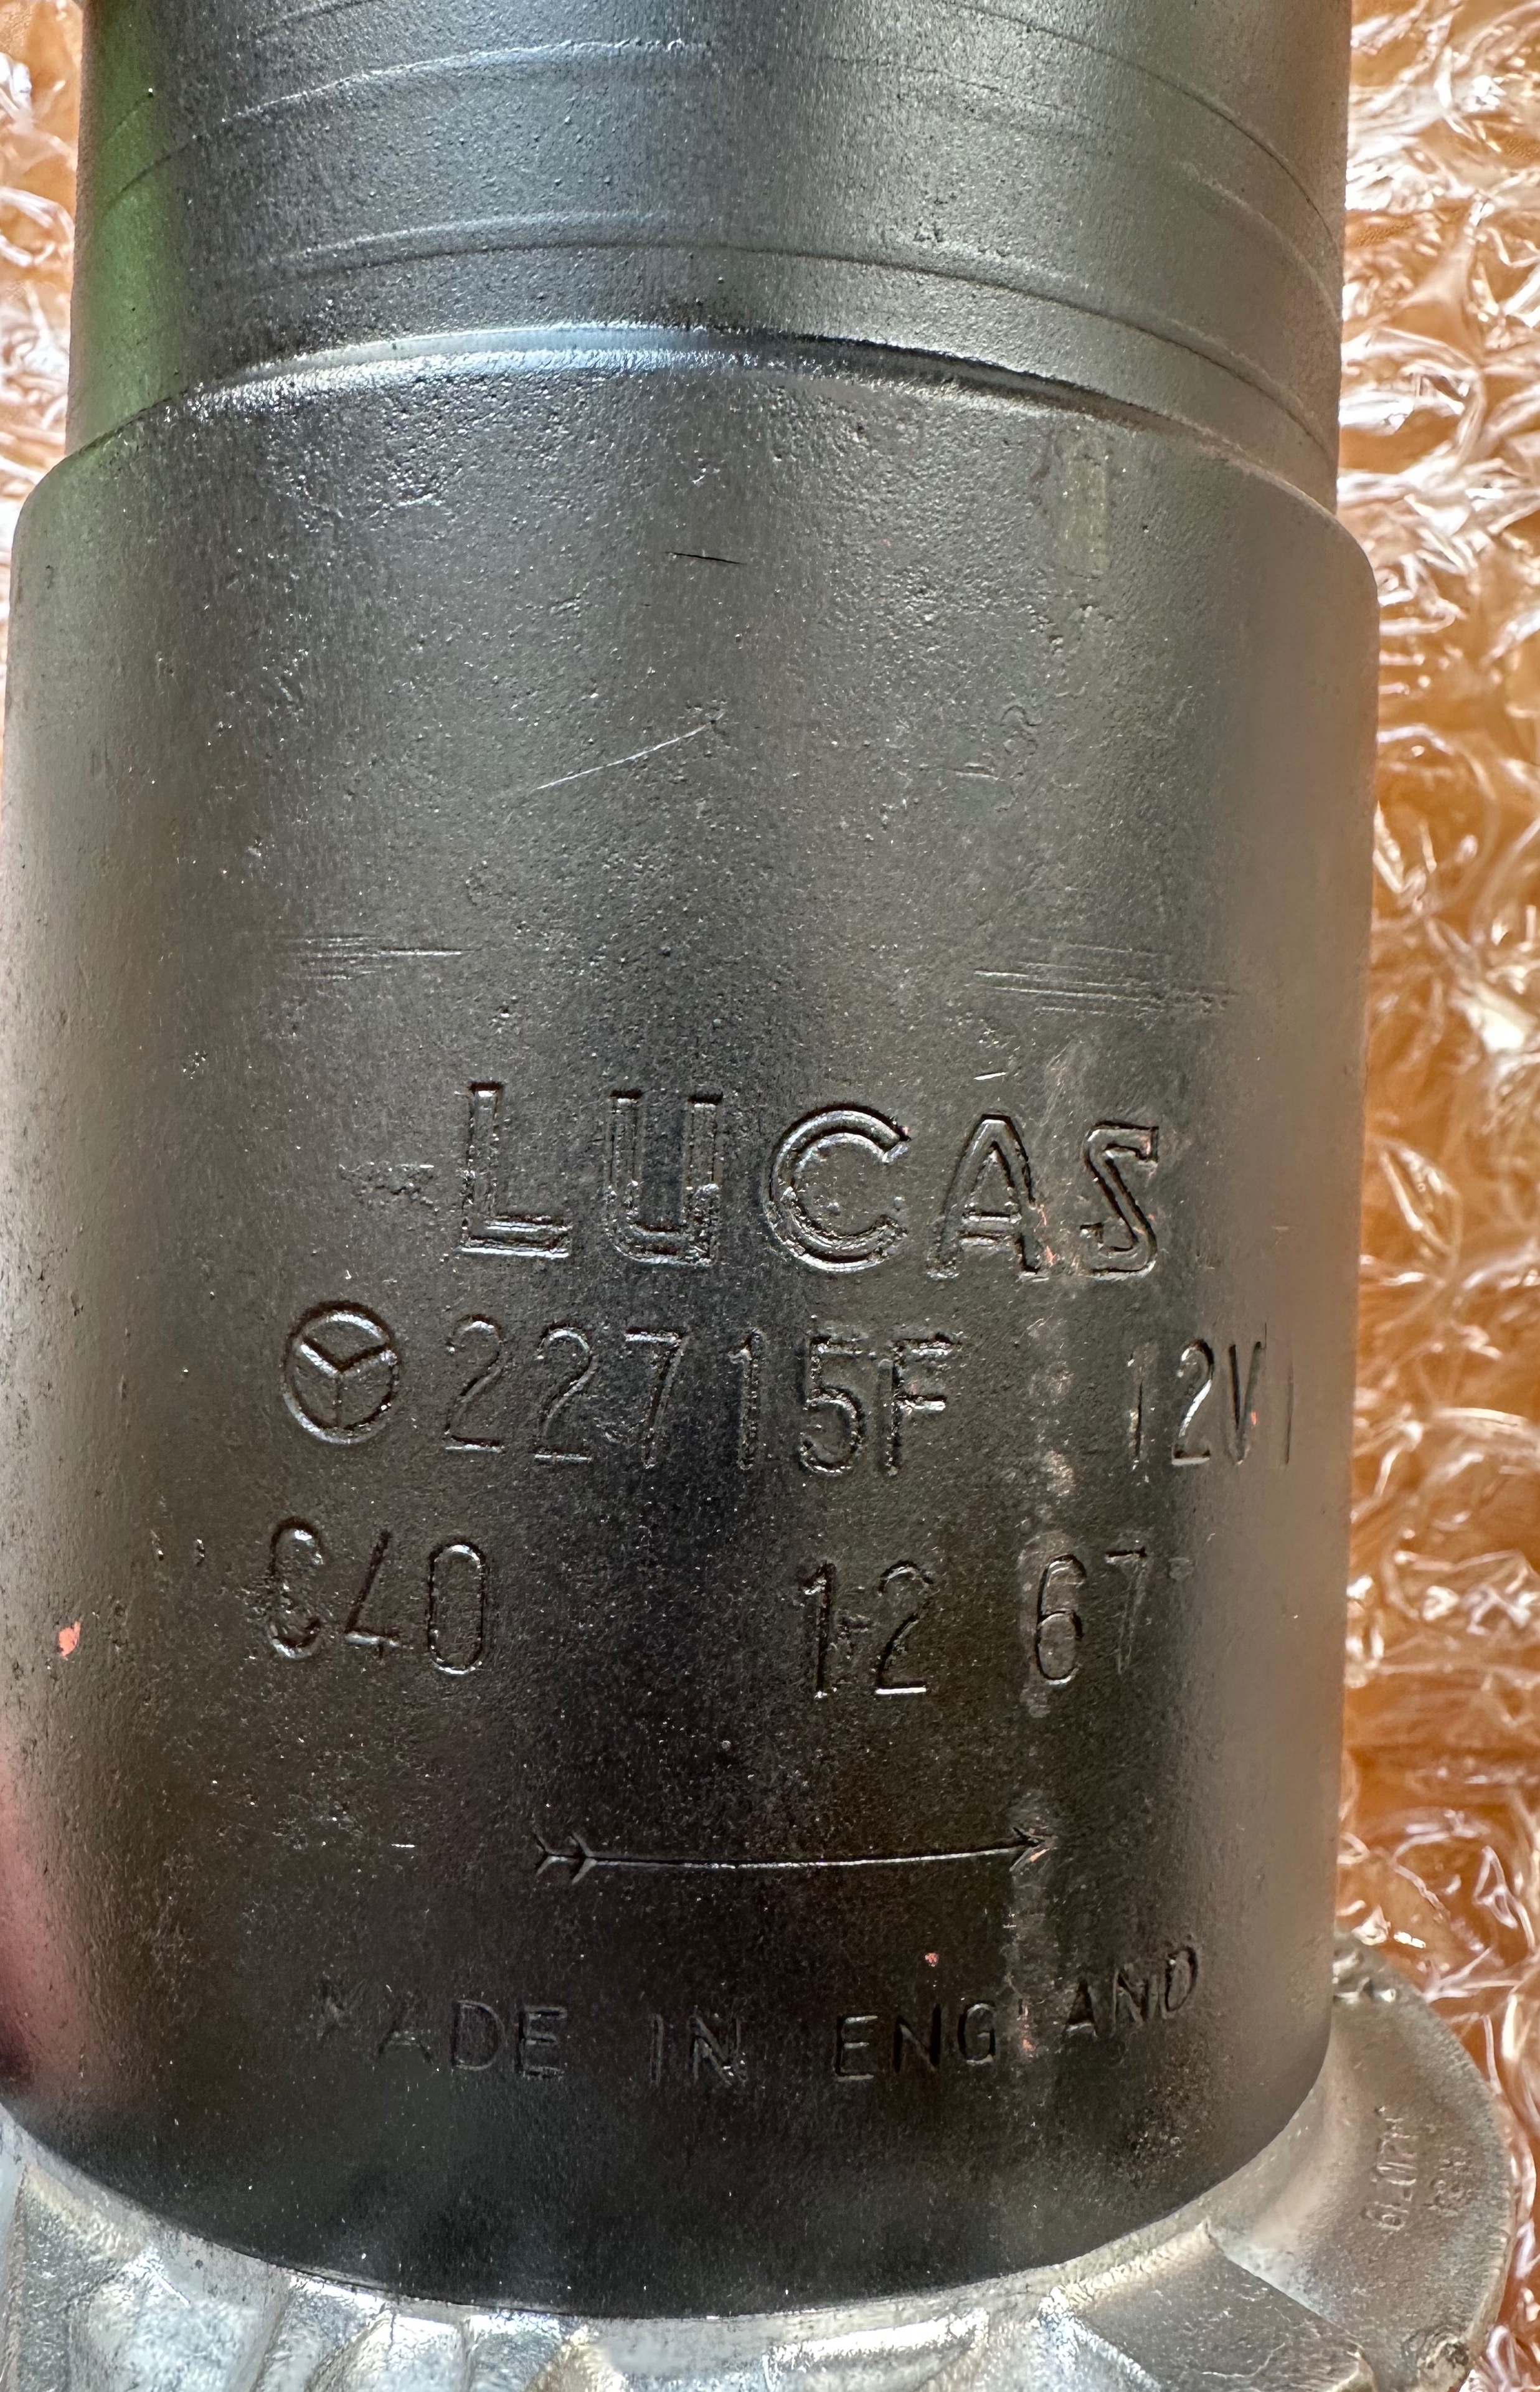 LUCAS
22715F 12V
C40 12 67
MADE IN ENGLAND